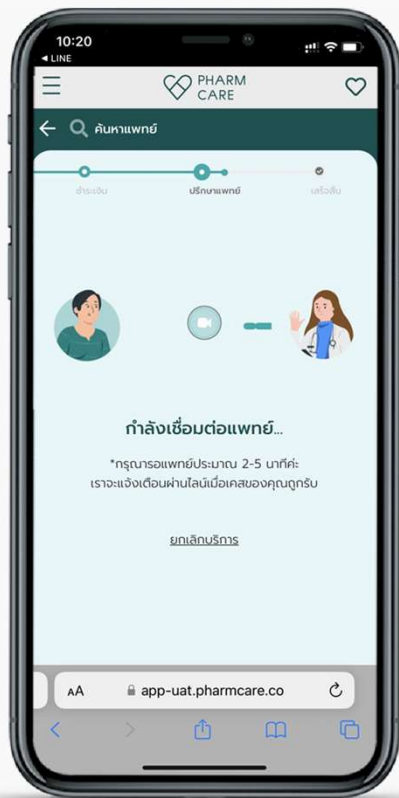 10:20
◀ LINE
PHARM
CARE
ค้นหาแพทย์
ชำระเงิน
ปรึกษาแพทย์
เสร็จสิ้น
กำลังเชื่อมต่อแพทย์...
*กรุณารอแพทย์ประมาณ 2-5 นาทีค่ะ
เราจะแจ้งเตือนผ่านไลน์เมื่อเคสของคุณถูกรับ
ยกเลิกบริการ
AA
app-uat.pharmcare.co